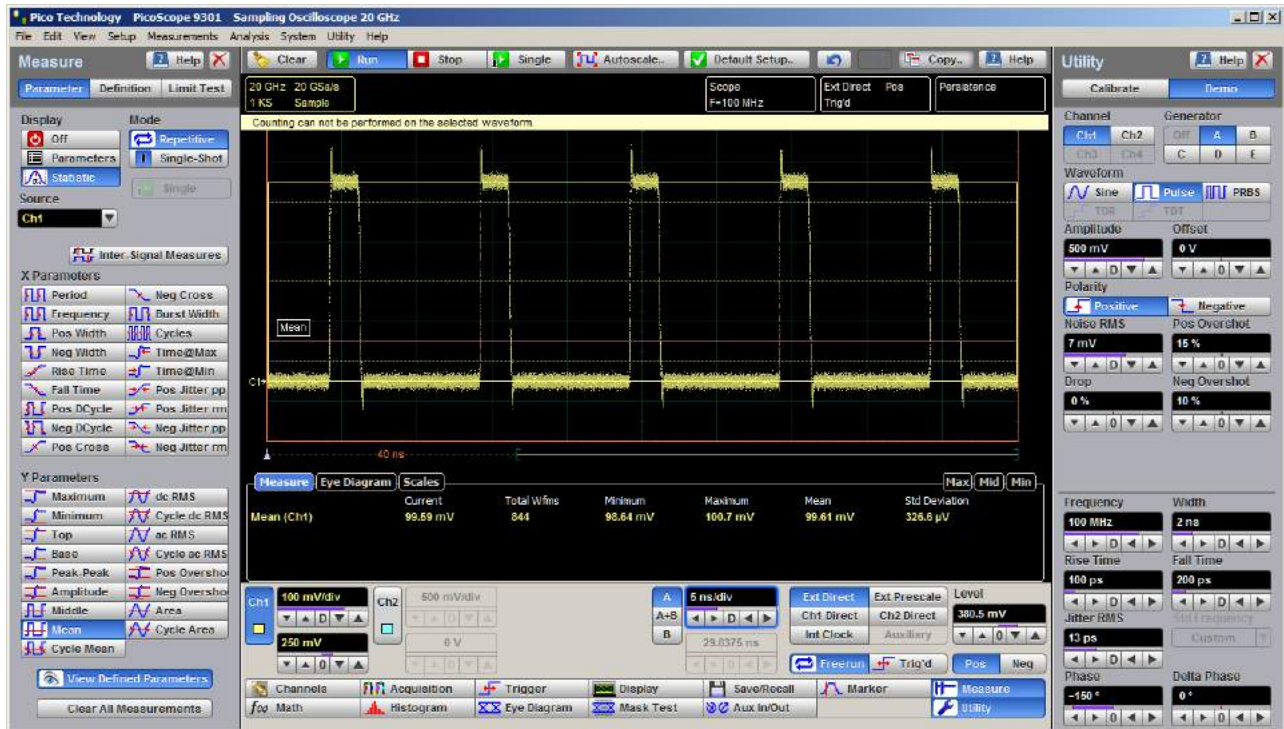 Pico Technology PicoScope 9301 Sampling Oscilloscope 20 GHz
File Edit View Setup Measurements Analysis System Utility Help
Measure Help
Parameter Definition Limit Test
Display Mode
Off Repetitive
Parameters Single-Shot
Statistic Single
Source
Ch1
Inter-Signal Measures
X Parameters
Period Neg Cross
Frequency Burst Width
Pos Width Cycles
Neg Width Time@Max
Rise Time Time@Min
Fall Time Pos Jitter pp
Pos DCycle Pos Jitter rm
Neg DCycle Neg Jitter pp
Pos Cross Neg Jitter rm
Y Parameters
Maximum dc RMS
Minimum Cycle dc RMS
Top ac RMS
Base Cycle ac RMS
Peak-Peak Pos Oversho
Amplitude Neg Oversho
Middle Area
Mean Cycle Area
Cycle Mean
View Defined Parameters
Clear All Measurements
Clear Run Stop Single Autoscale.. Default Setup.. Copy.. Help
20 GHz 20 GSa/s
1 KS Sample
Scope
F=100 MHz
Ext Direct Pos
Trig'd
Persistence
Counting can not be performed on the selected waveform.
Mean
C1
40 ns
Measure Eye Diagram Scales Max Mid Min
Current Total Wfms Minimum Maximum Mean Std Deviation
Mean (Ch1) 99.59 mV 844 98.64 mV 100.7 mV 99.61 mV 326.6 µV
Ch1 100 mV/div Ch2 500 mV/div
D D
250 mV 0 V
0 0
A 5 ns/div
A+B D
B 29.0375 ns
D
Ext Direct Ext Prescale Level
Ch1 Direct Ch2 Direct 380.5 mV
Int Clock Auxiliary 0
Freerun Trig'd Pos Neg
Channels Acquisition Trigger Display Save/Recall Marker Measure
Math Histogram Eye Diagram Mask Test Aux In/Out Utility
Utility Help
Calibrate Demo
Channel Generator
Ch1 Ch2 Off A B
Ch3 Ch4 C D E
Waveform
Sine Pulse PRBS
TDR TDT
Amplitude Offset
500 mV 0 V
D 0
Polarity
Positive Negative
Noise RMS Pos Overshot
7 mV 15 %
D 0
Drop Neg Overshot
0 % 10 %
0 0
Frequency Width
100 MHz 2 ns
D D
Rise Time Fall Time
100 ps 200 ps
D D
Jitter RMS Std Frequency
13 ps Custom
D
Phase Delta Phase
-150 ° 0 °
0 0